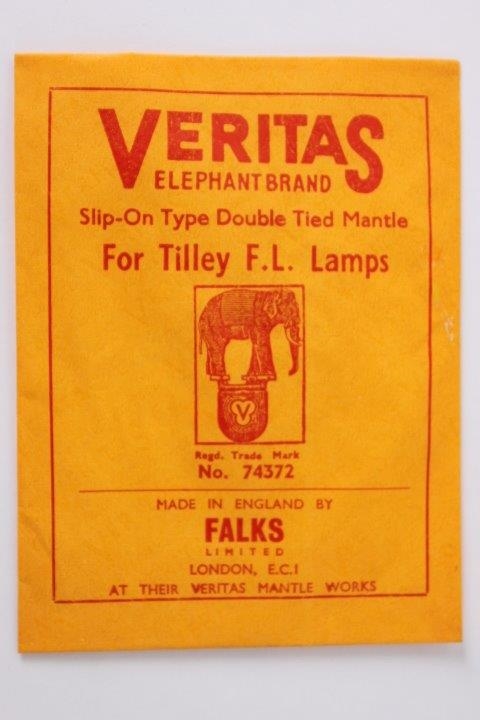 VERITAS
ELEPHANT BRAND
Slip-On Type Double Tied Mantle
For Tilley F.L. Lamps
V
Regd. Trade Mark
No. 74372
MADE IN ENGLAND BY
FALKS
LIMITED
LONDON, E.C.1
AT THEIR VERITAS MANTLE WORKS